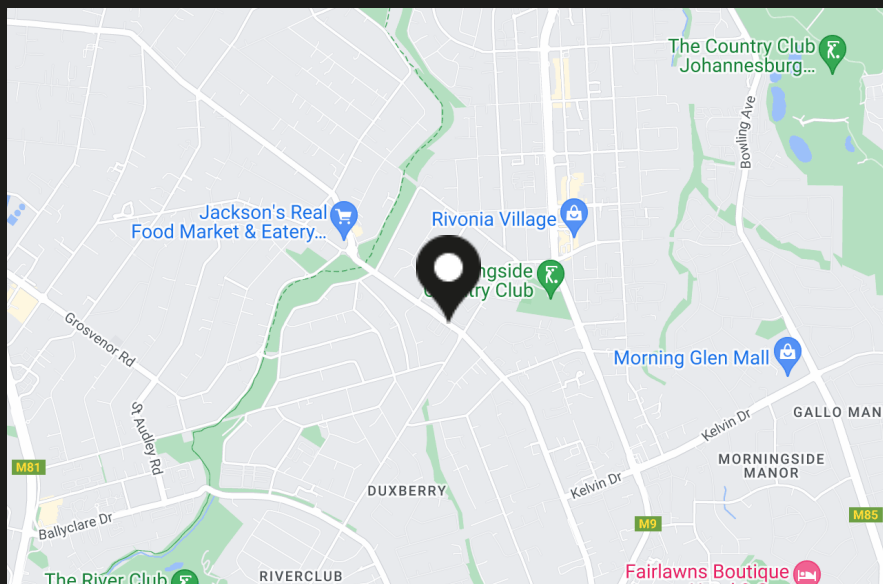 The Country Club
Johannesburg...
Bowling Ave
Jackson's Real
Food Market & Eatery...
Rivonia Village
Country Club
Grosvenor Rd
Morning Glen Mall
St Audley Rd
Kelvin Dr
GALLO MAN
MORNINGSIDE
MANOR
M81
Kelvin Dr
DUXBERRY
M85
M9
Ballyclare Dr
Fairlawns Boutique
The River Club
RIVERCLUB